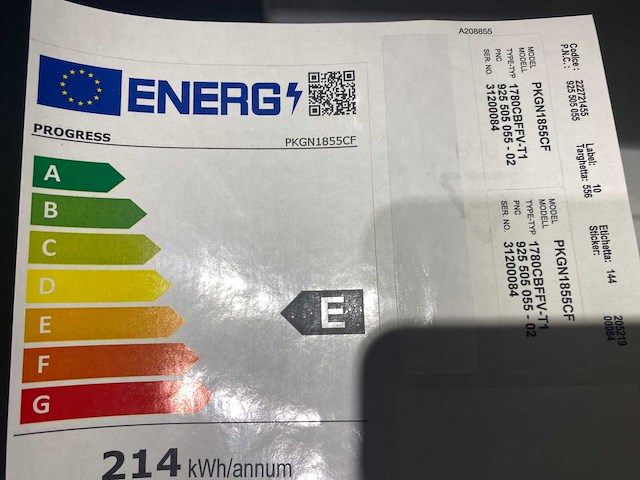 A208855
ENERG
PROGRESS
PKGN1855CF
A
B
C
D
E
F
G
E
214 kWh/annum
MODEL
MODELL PKGN1855CF
TYPE-TYP 1780CBFFV-T1
PNC 925 505 055 - 02
SER. NO. 31200084
MODEL
MODELL PKGN1855CF
TYPE-TYP 1780CBFFV-T1
PNC 925 505 055 - 02
SER. NO. 31200084
Codice : 222721455 Label: 10 Etichetta: 144 205219
P.N.C. : 925 505 055 Targhetta: 556 Sticker: 00084